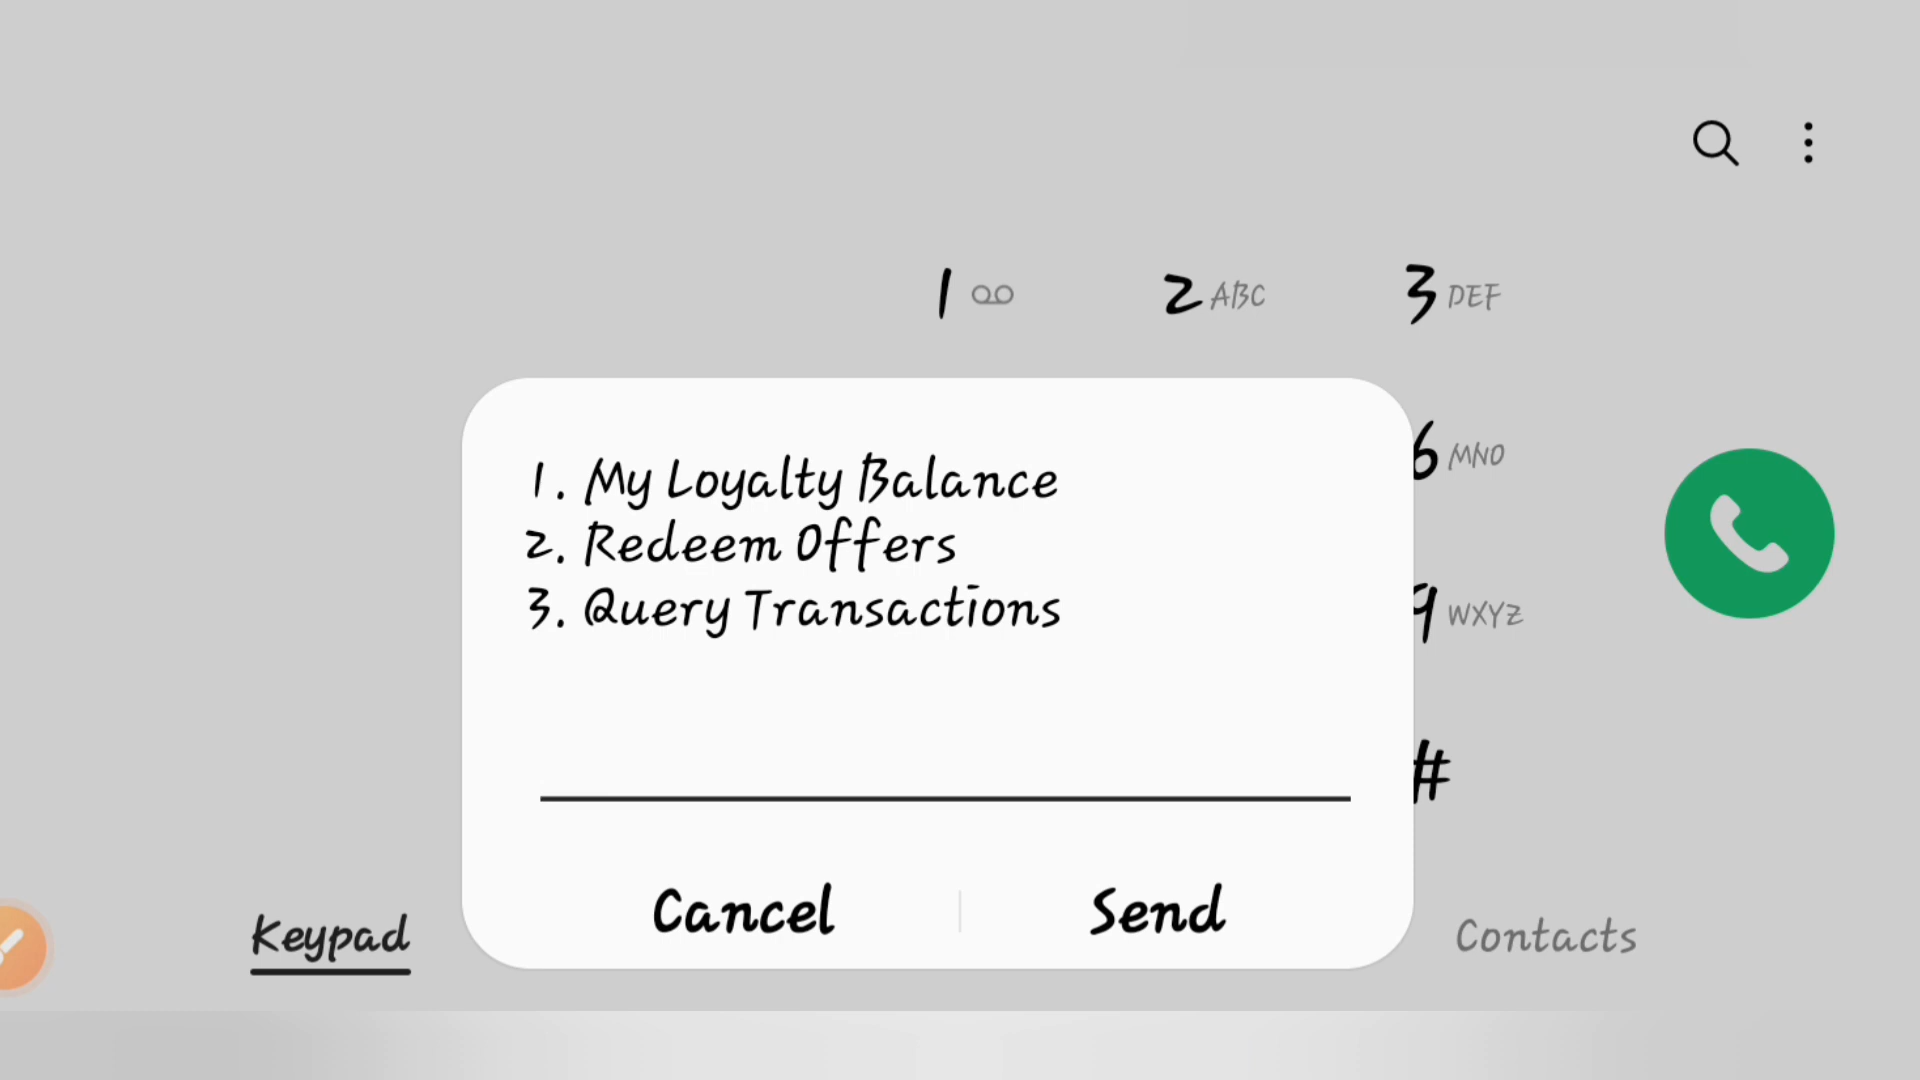 1 2 ABC 3 DEF
1. My Loyalty Balance
2. Redeem Offers
3. Query Transactions
6 MNO
9 WXYZ
#
Cancel Send
Keypad Contacts